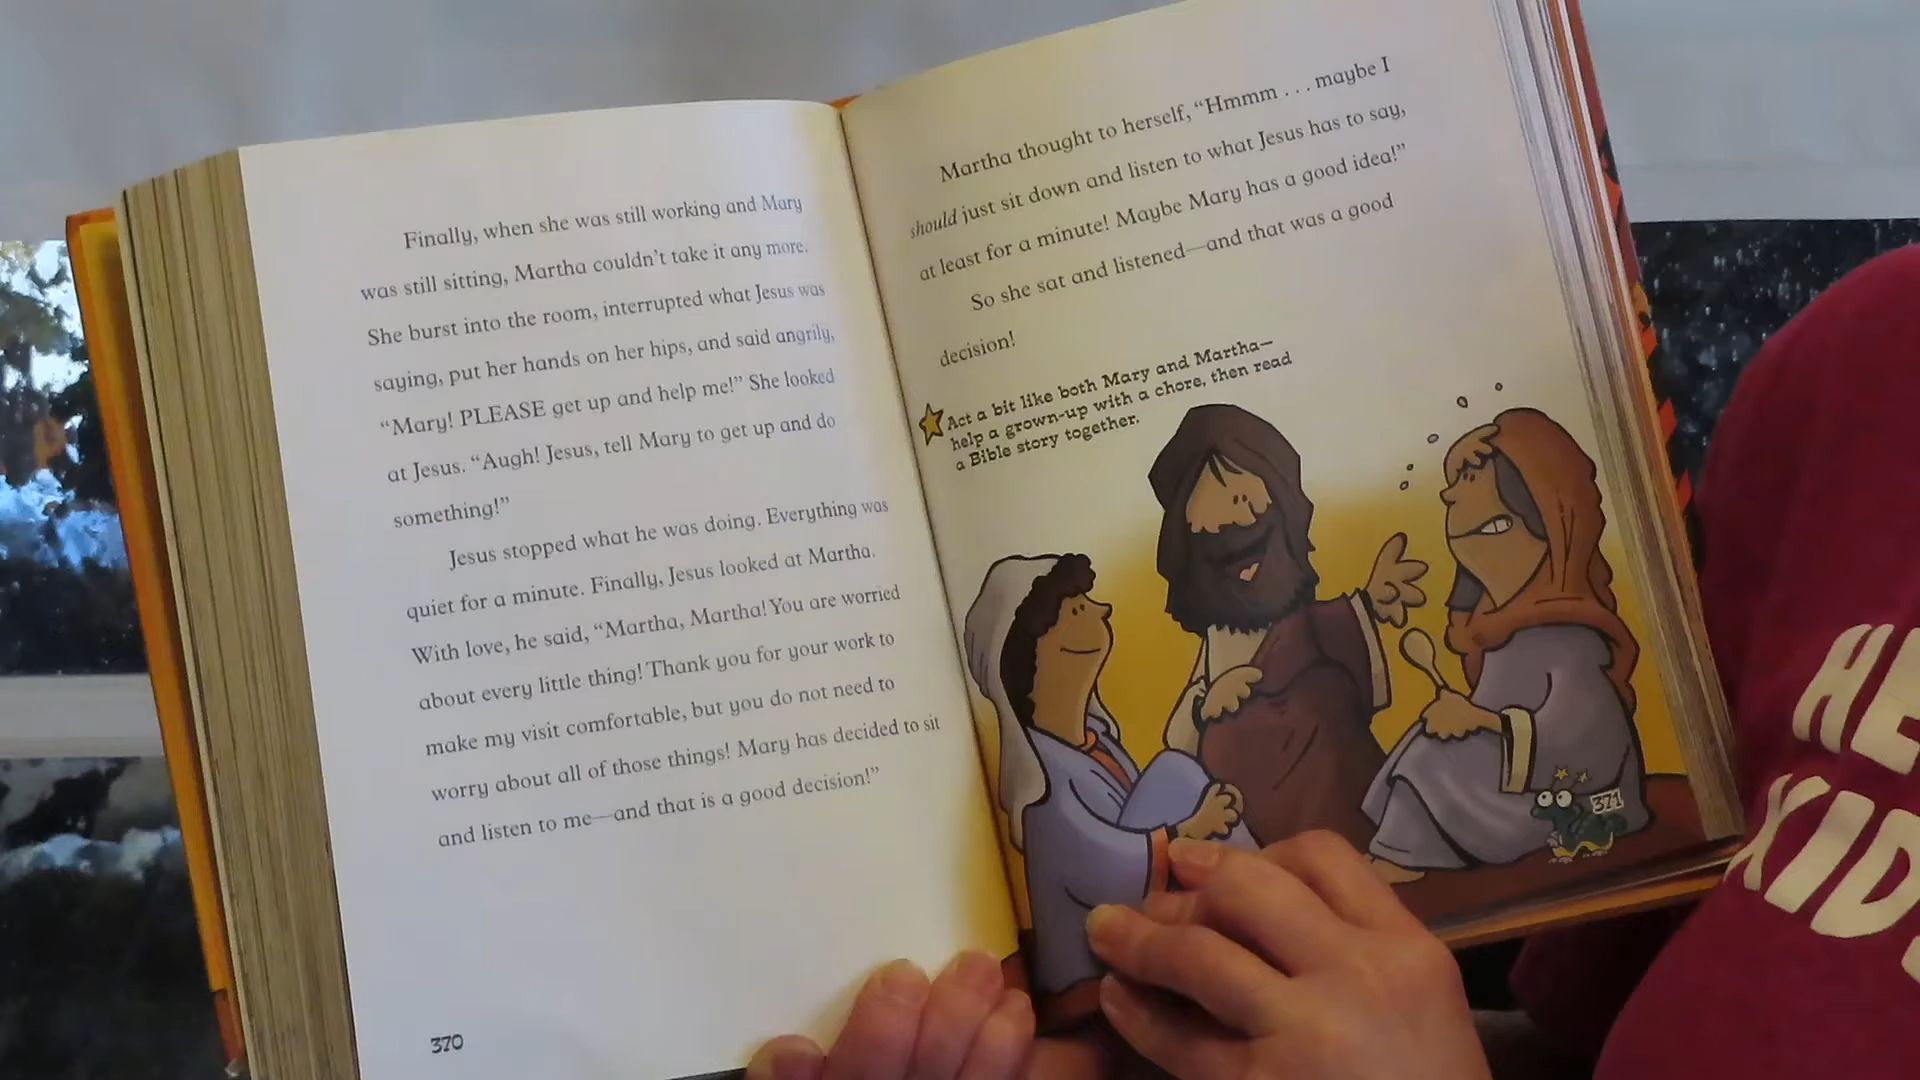 Finally, when she was still working and Mary
was still sitting, Martha couldn't take it any more.
She burst into the room, interrupted what Jesus was
saying, put her hands on her hips, and said angrily,
“Mary! PLEASE get up and help me!” She looked
at Jesus. “Augh! Jesus, tell Mary to get up and do
something!”
Jesus stopped what he was doing. Everything was
quiet for a minute. Finally, Jesus looked at Martha.
With love, he said, “Martha, Martha! You are worried
about every little thing! Thank you for your work to
make my visit comfortable, but you do not need to
worry about all of those things! Mary has decided to sit
and listen to me—and that is a good decision!”
370
Martha thought to herself, “Hmmm . . . maybe I
should just sit down and listen to what Jesus has to say,
at least for a minute! Maybe Mary has a good idea!”
So she sat and listened—and that was a good
decision!
Act a bit like both Mary and Martha—
help a grown-up with a chore, then read
a Bible story together.
371